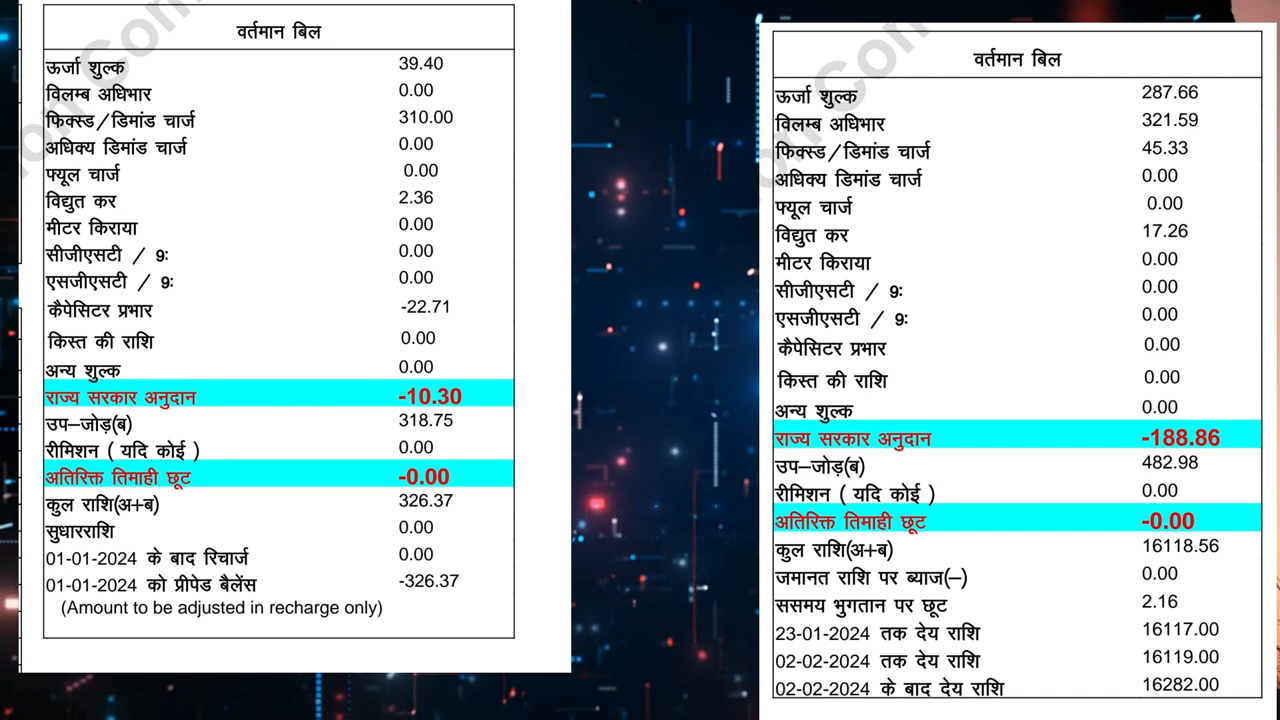 वर्तमान बिल
ऊर्जा शुल्क 39.40
विलम्ब अधिभार 0.00
फिक्स्ड/डिमांड चार्ज 310.00
अधिक्य डिमांड चार्ज 0.00
फ्यूल चार्ज 0.00
विद्युत कर 2.36
मीटर किराया 0.00
सीजीएसटी / 9: 0.00
एसजीएसटी / 9: 0.00
कैपेसिटर प्रभार -22.71
किस्त की राशि 0.00
अन्य शुल्क 0.00
राज्य सरकार अनुदान -10.30
उप–जोड़(ब) 318.75
रीमिशन ( यदि कोई ) 0.00
अतिरिक्त तिमाही छूट -0.00
कुल राशि(अ+ब) 326.37
सुधारराशि 0.00
01-01-2024 के बाद रिचार्ज 0.00
01-01-2024 को प्रीपेड बैलेंस -326.37
(Amount to be adjusted in recharge only)
वर्तमान बिल
ऊर्जा शुल्क 287.66
विलम्ब अधिभार 321.59
फिक्स्ड/डिमांड चार्ज 45.33
अधिक्य डिमांड चार्ज 0.00
फ्यूल चार्ज 0.00
विद्युत कर 17.26
मीटर किराया 0.00
सीजीएसटी / 9: 0.00
एसजीएसटी / 9: 0.00
कैपेसिटर प्रभार 0.00
किस्त की राशि 0.00
अन्य शुल्क 0.00
राज्य सरकार अनुदान -188.86
उप–जोड़(ब) 482.98
रीमिशन ( यदि कोई ) 0.00
अतिरिक्त तिमाही छूट -0.00
कुल राशि(अ+ब) 16118.56
जमानत राशि पर ब्याज(–) 0.00
ससमय भुगतान पर छूट 2.16
23-01-2024 तक देय राशि 16117.00
02-02-2024 तक देय राशि 16119.00
02-02-2024 के बाद देय राशि 16282.00